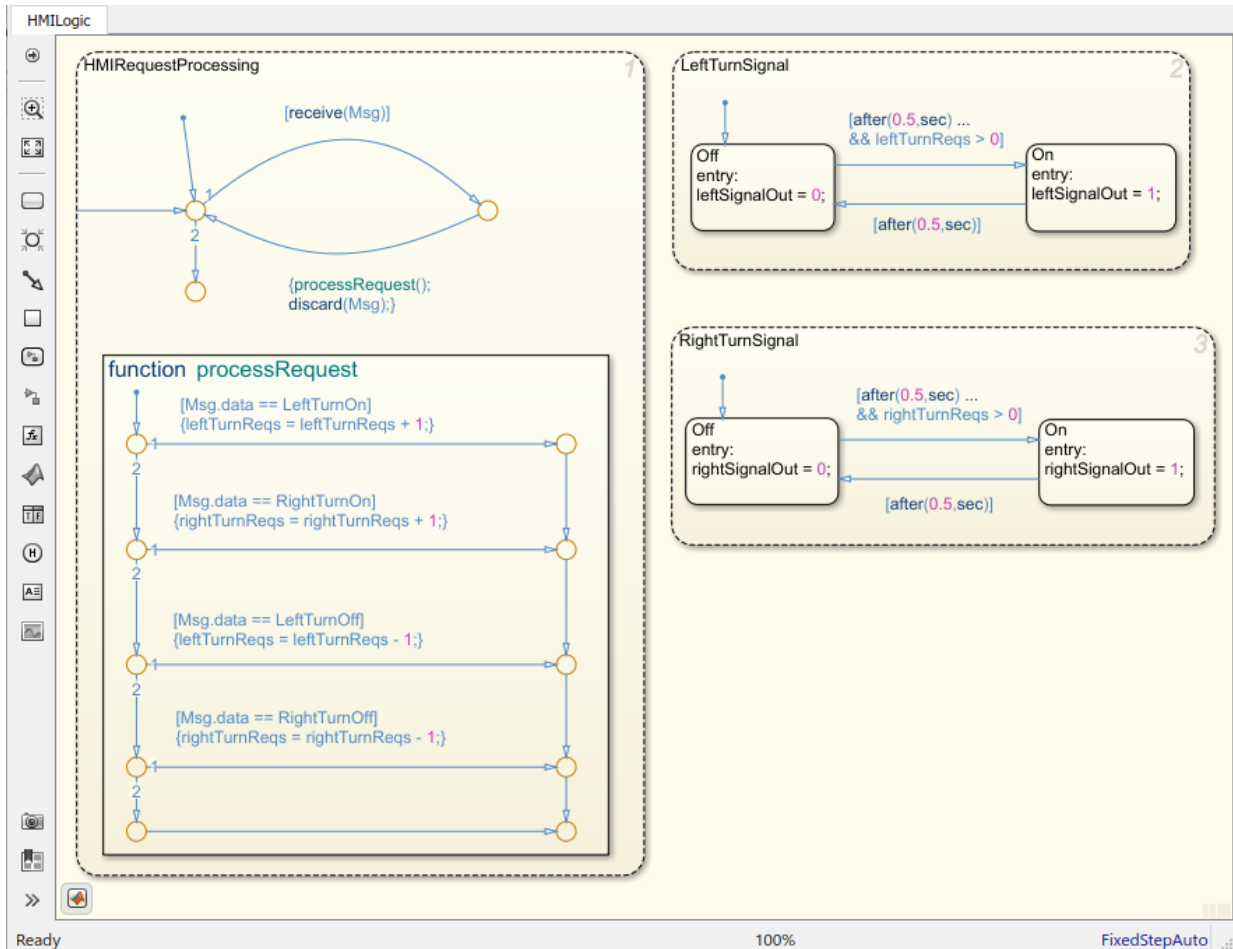 HMILogic
HMIRequestProcessing
1
[receive(Msg)]
1
2
{processRequest();
discard(Msg);}
function processRequest
[Msg.data == LeftTurnOn]
{leftTurnReqs = leftTurnReqs + 1;}
1
2
[Msg.data == RightTurnOn]
{rightTurnReqs = rightTurnReqs + 1;}
1
2
[Msg.data == LeftTurnOff]
{leftTurnReqs = leftTurnReqs - 1;}
1
2
[Msg.data == RightTurnOff]
{rightTurnReqs = rightTurnReqs - 1;}
1
2
LeftTurnSignal
2
[after(0.5,sec) ...
&& leftTurnReqs > 0]
Off
entry:
leftSignalOut = 0;
On
entry:
leftSignalOut = 1;
[after(0.5,sec)]
RightTurnSignal
3
[after(0.5,sec) ...
&& rightTurnReqs > 0]
Off
entry:
rightSignalOut = 0;
On
entry:
rightSignalOut = 1;
[after(0.5,sec)]
Ready
100%
FixedStepAuto